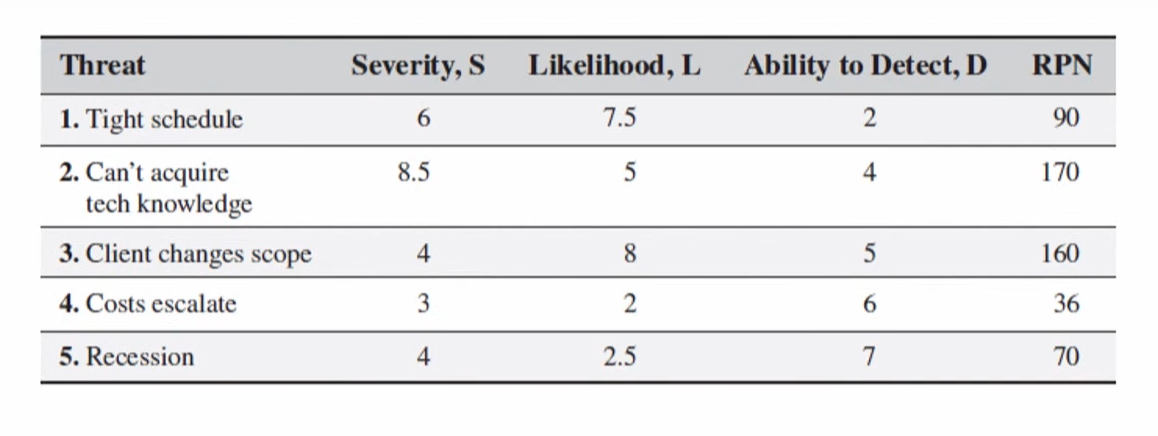 Threat Severity, S Likelihood, L Ability to Detect, D RPN
1. Tight schedule 6 7.5 2 90
2. Can't acquire 8.5 5 4 170
tech knowledge
3. Client changes scope 4 8 5 160
4. Costs escalate 3 2 6 36
5. Recession 4 2.5 7 70